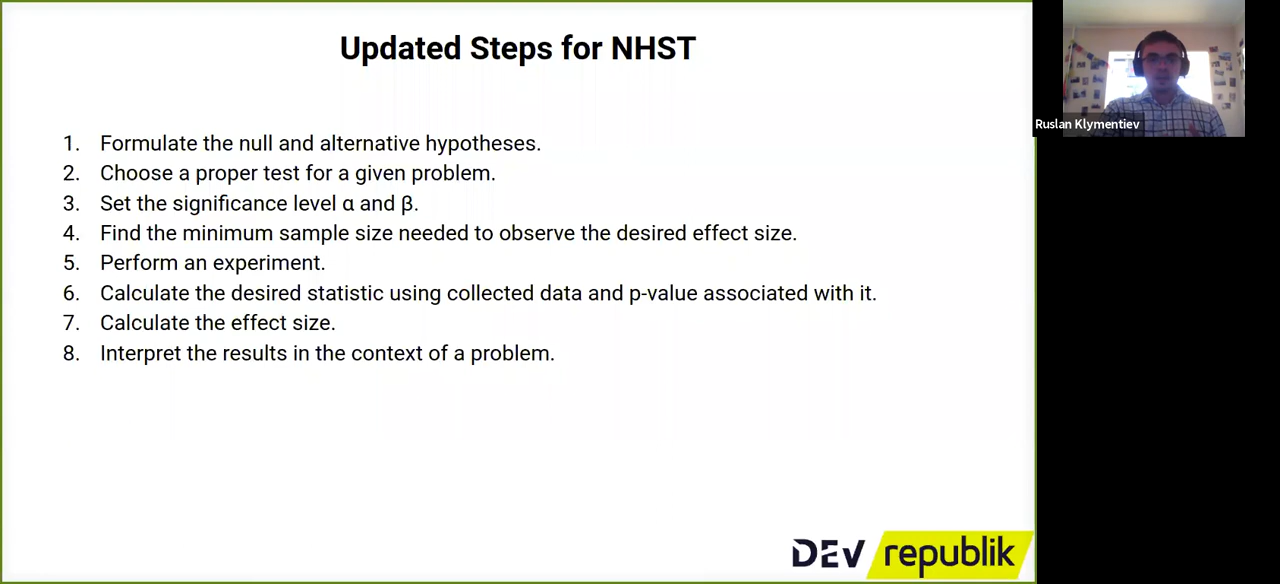 Updated Steps for NHST
Ruslan Klymentiev
1. Formulate the null and alternative hypotheses.
2. Choose a proper test for a given problem.
3. Set the significance level α and β.
4. Find the minimum sample size needed to observe the desired effect size.
5. Perform an experiment.
6. Calculate the desired statistic using collected data and p-value associated with it.
7. Calculate the effect size.
8. Interpret the results in the context of a problem.
DEV republik